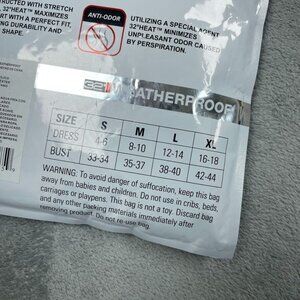 STRUCTED WITH STRETCH
32°HEAT™ MAXIMIZES
RT WITH A PERFECT FIT,
NG DURABILITY AND
SHAPE.
ANTI-ODOR
UTILIZING A SPECIAL AGENT
32°HEAT™ MINIMIZES
UNPLEASANT ODOR CAUSED
BY PERSPIRATION.
32 WEATHERPROOF
SIZE S M L XL
DRESS 4-6 8-10 12-14 16-18
BUST 33-34 35-37 38-40 42-44
WARNING: To avoid danger of suffocation, keep this bag
away from babies and children. Do not use in cribs, beds,
carriages or playpens. This bag is not a toy. Discard bag
and any other packing materials immediately after
removing product. Do not re-use bag.